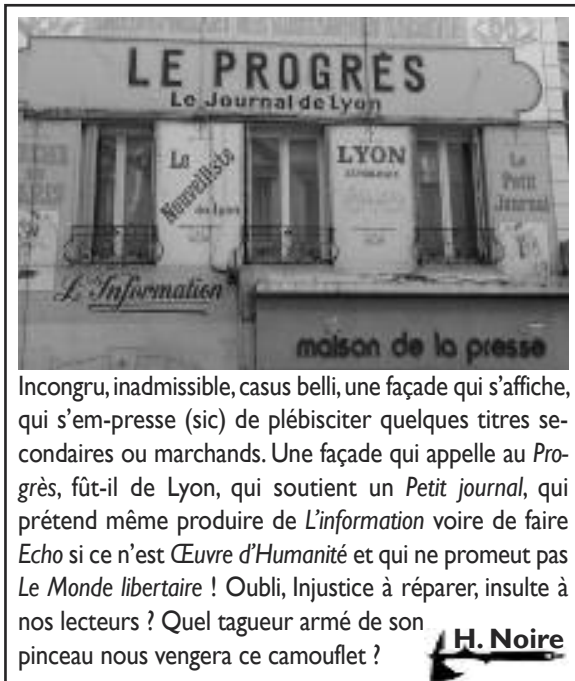 LE PROGRÈS
Le Journal de Lyon
Le
Nouvelliste
de Lyon
LYON
Le
Petit
Journal
L'Information
maison de la presse
Incongru, inadmissible, casus belli, une façade qui s'affiche,
qui s'em-presse (sic) de plébisciter quelques titres se-
condaires ou marchands. Une façade qui appelle au Pro-
grès, fût-il de Lyon, qui soutient un Petit journal, qui
prétend même produire de L'information voire de faire
Echo si ce n'est Œuvre d'Humanité et qui ne promeut pas
Le Monde libertaire ! Oubli, Injustice à réparer, insulte à
nos lecteurs ? Quel tagueur armé de son
pinceau nous vengera ce camouflet ?
H. Noire